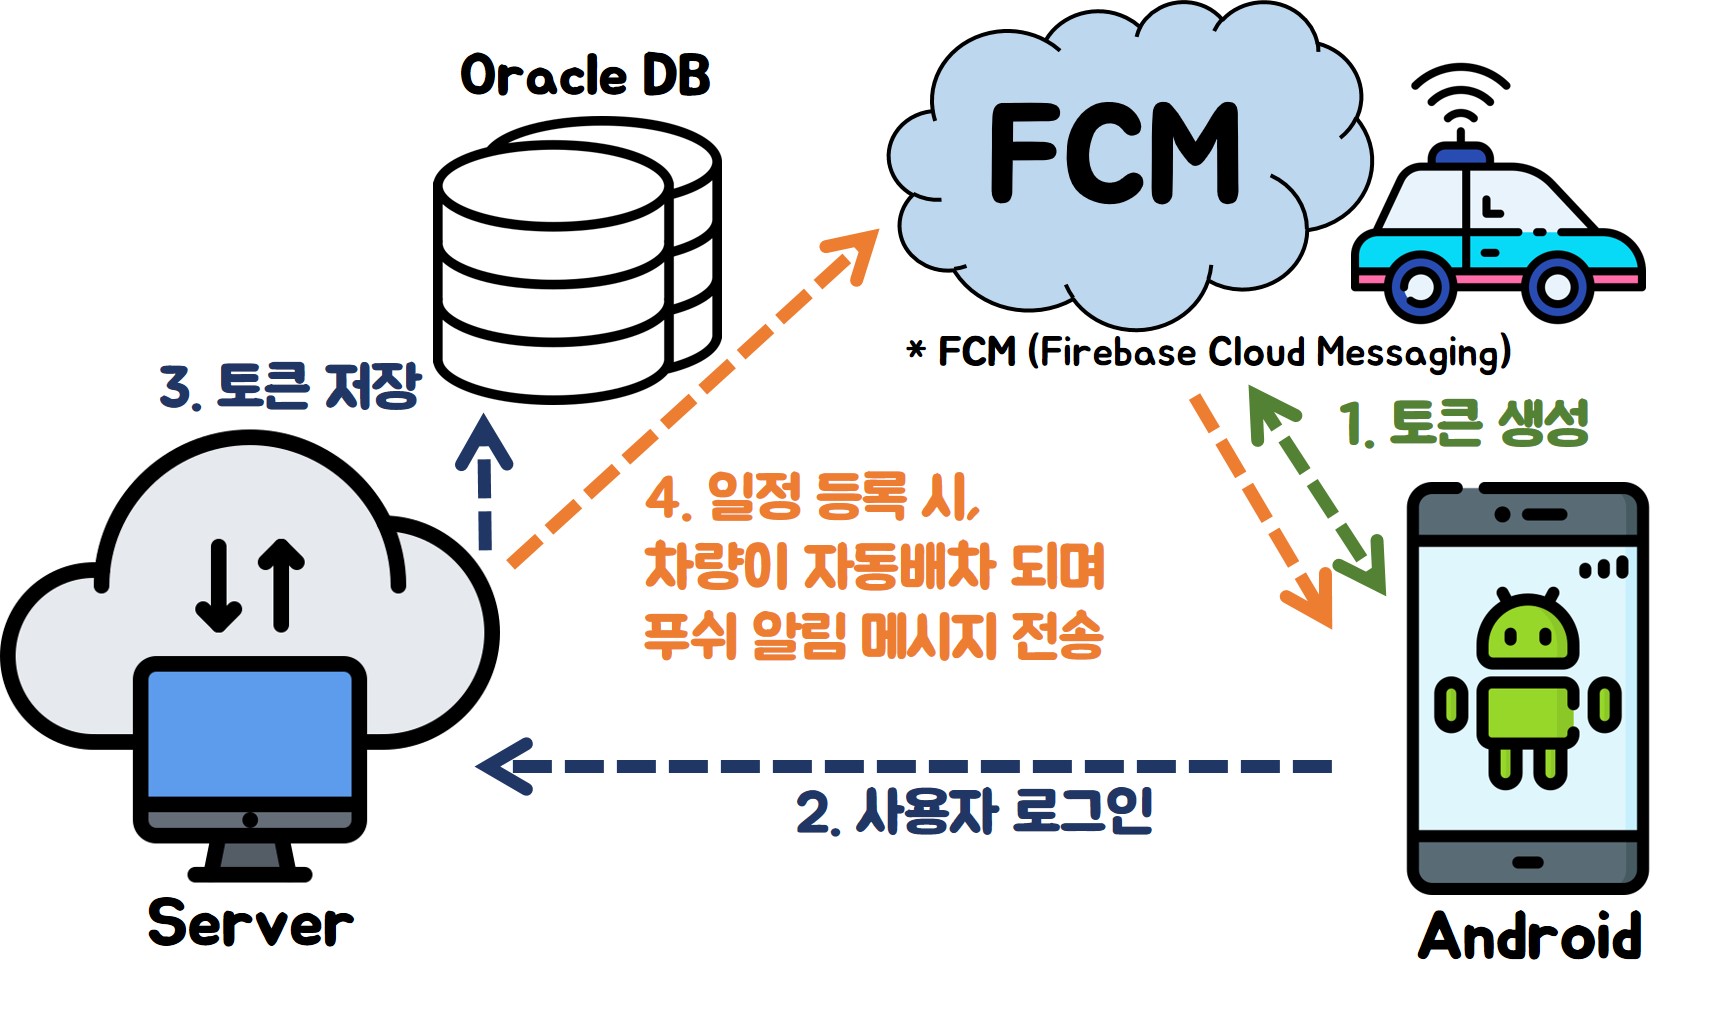 Oracle DB
FCM
* FCM (Firebase Cloud Messaging)
3. 토큰 저장
1. 토큰 생성
4. 일정 등록 시,
차량이 자동배차 되며
푸쉬 알림 메시지 전송
2. 사용자 로그인
Server
Android